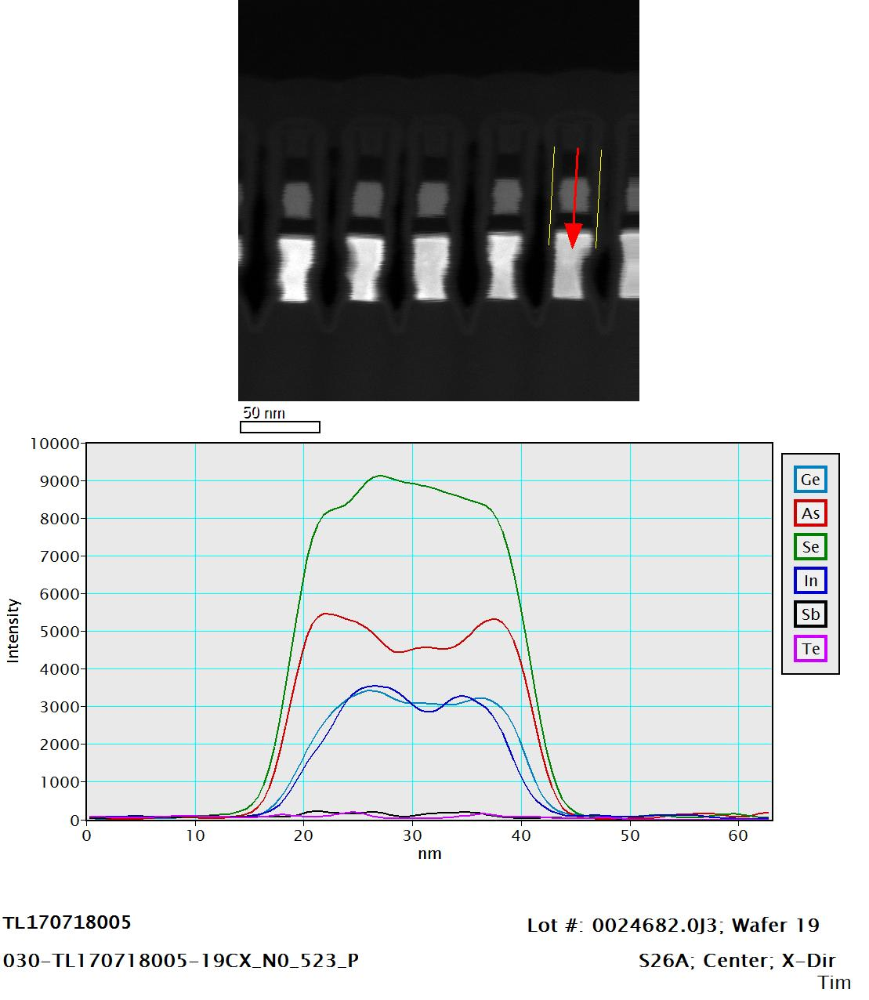 50 nm
10000
9000
8000
7000
6000
5000
4000
3000
2000
1000
0
Intensity
0 10 20 30 40 50 60
nm
Ge
As
Se
In
Sb
Te
TL170718005
Lot #: 0024682.0J3; Wafer 19
030-TL170718005-19CX_N0_523_P
S26A; Center; X-Dir
Tim